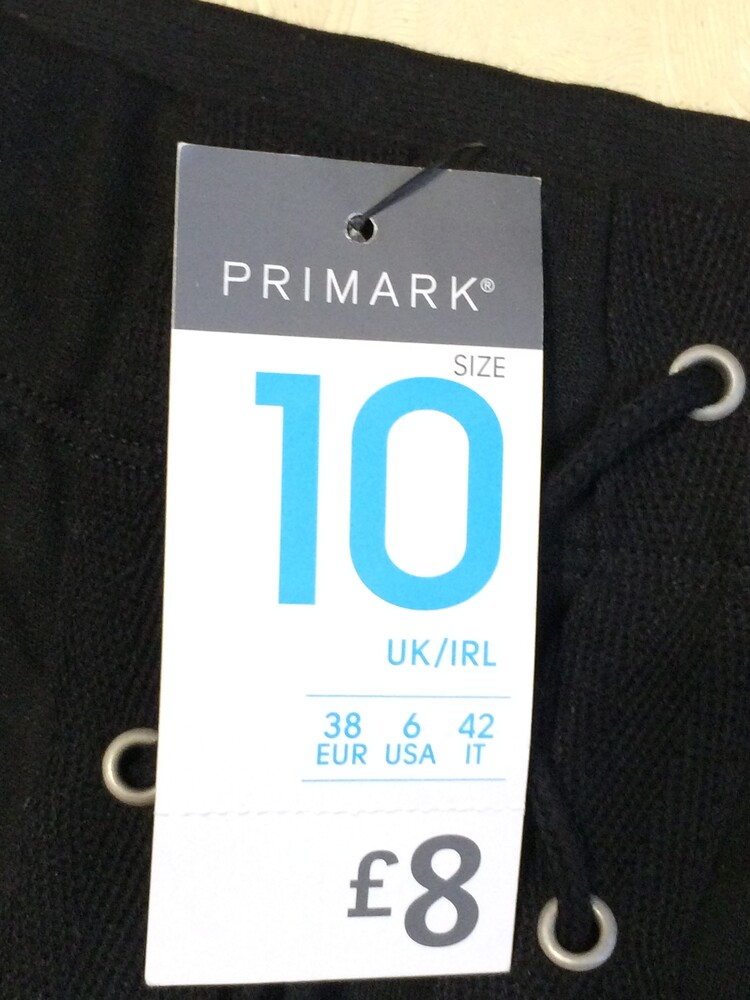 PRIMARK®
SIZE
10
UK/IRL
38 6 42
EUR USA IT
£8